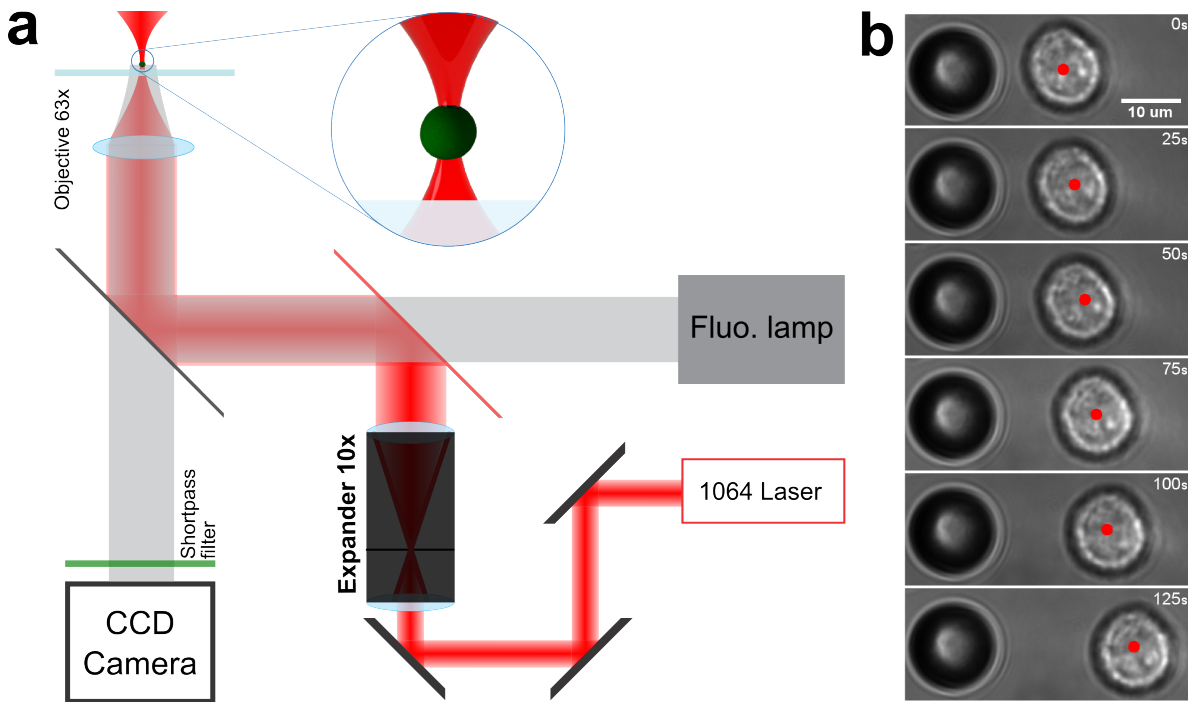 a
Objective 63x
Fluo. lamp
Expander 10x
1064 Laser
Shortpass
filter
CCD
Camera
b
0s
10 um
25s
50s
75s
100s
125s